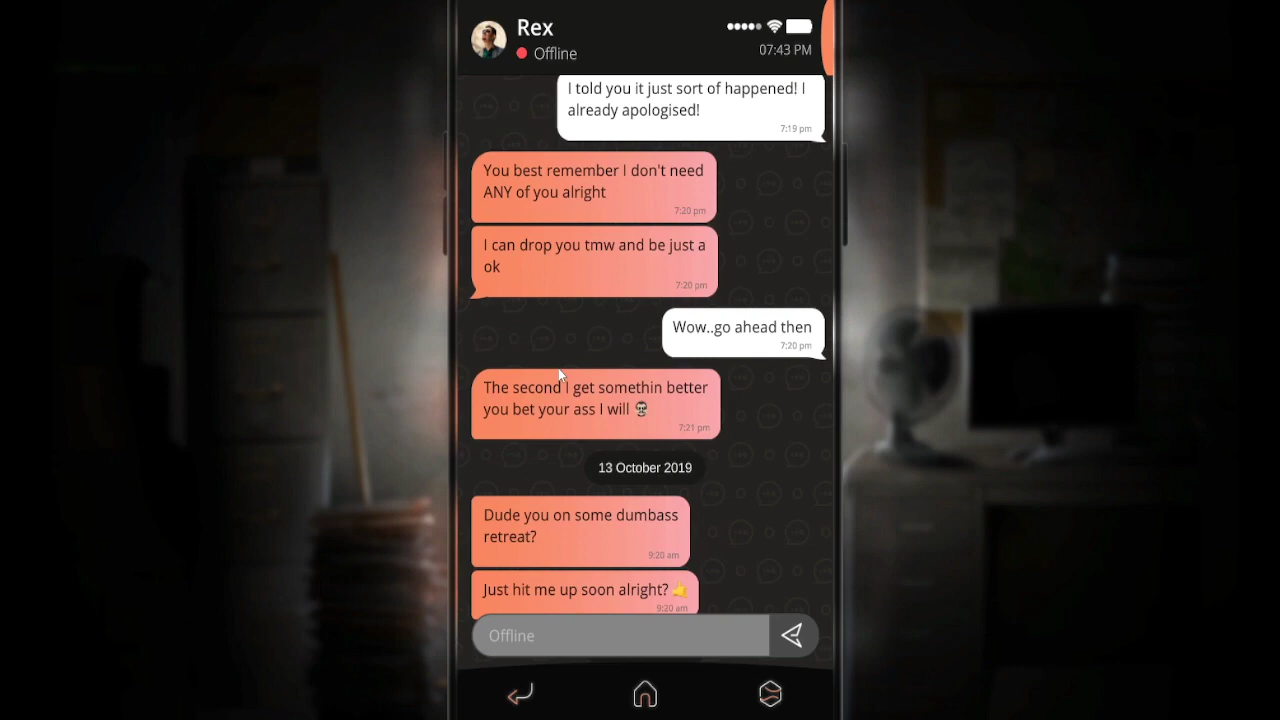 Rex
Offline
07:43 PM
I told you it just sort of happened! I
already apologised!
7:19 pm
You best remember I don't need
ANY of you alright
7:20 pm
I can drop you tmw and be just a
ok
7:20 pm
Wow..go ahead then
7:20 pm
The second I get somethin better
you bet your ass I will
7:21 pm
13 October 2019
Dude you on some dumbass
retreat?
9:20 am
Just hit me up soon alright? 🤙
9:20 am
Offline